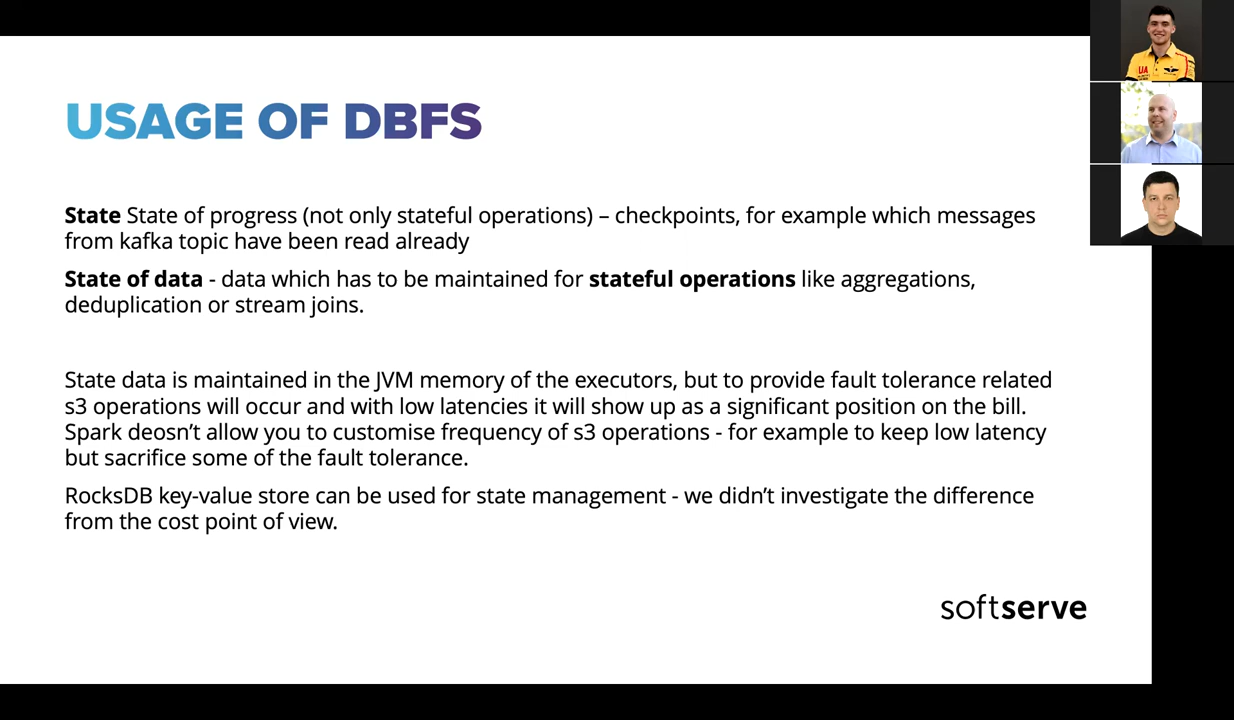 USAGE OF DBFS
State State of progress (not only stateful operations) – checkpoints, for example which messages
from kafka topic have been read already
State of data - data which has to be maintained for stateful operations like aggregations,
deduplication or stream joins.
State data is maintained in the JVM memory of the executors, but to provide fault tolerance related
s3 operations will occur and with low latencies it will show up as a significant position on the bill.
Spark deosn't allow you to customise frequency of s3 operations - for example to keep low latency
but sacrifice some of the fault tolerance.
RocksDB key-value store can be used for state management - we didn't investigate the difference
from the cost point of view.
softserve
UA